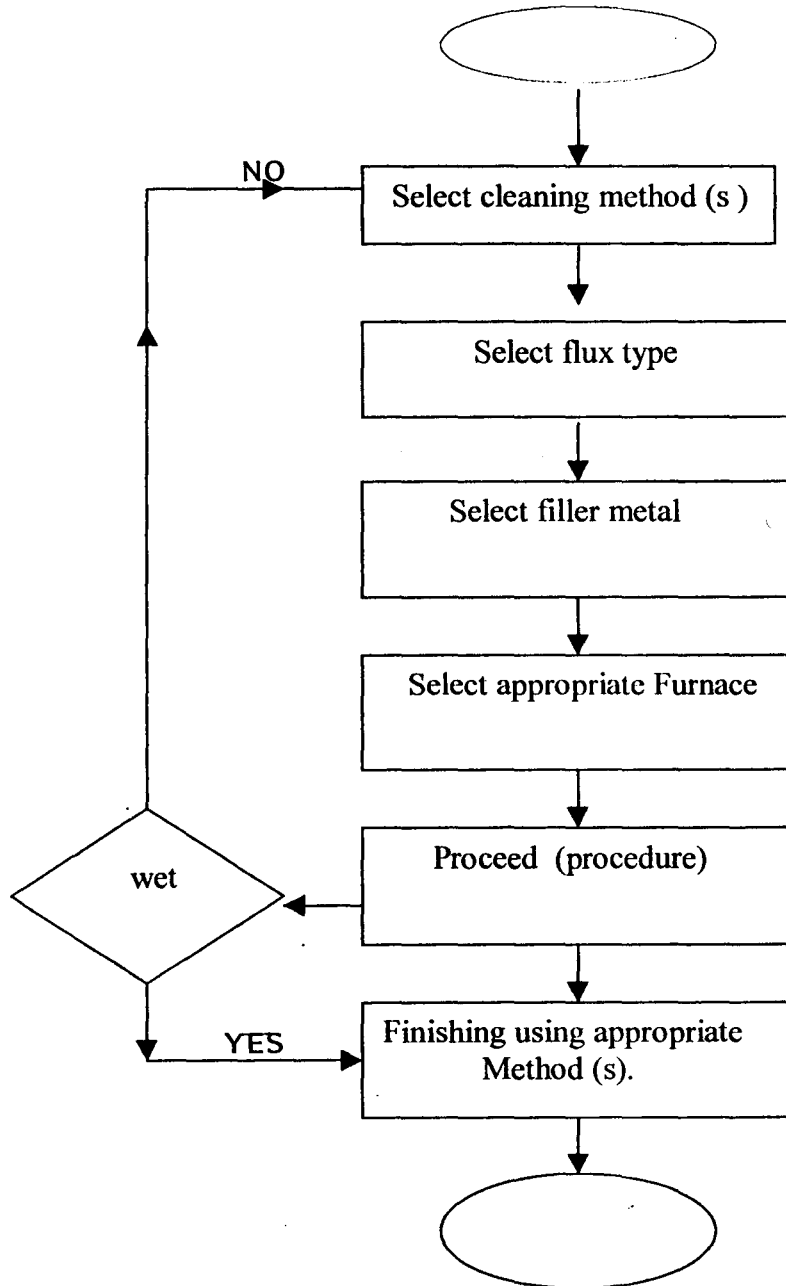 NO
Select cleaning method (s )
Select flux type
Select filler metal
Select appropriate Furnace
Proceed (procedure)
wet
YES
Finishing using appropriate
Method (s).